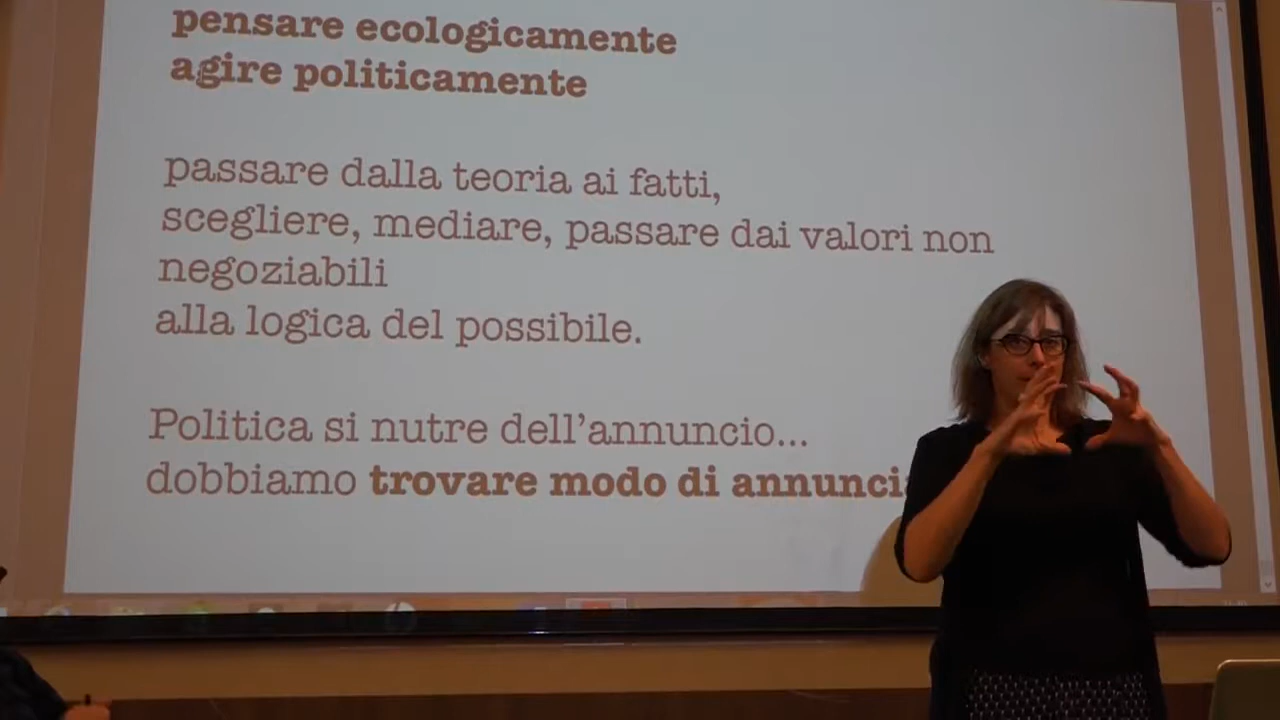 pensare ecologicamente
agire politicamente
passare dalla teoria ai fatti,
scegliere, mediare, passare dai valori non
negoziabili
alla logica del possibile.
Politica si nutre dell'annuncio...
dobbiamo trovare modo di